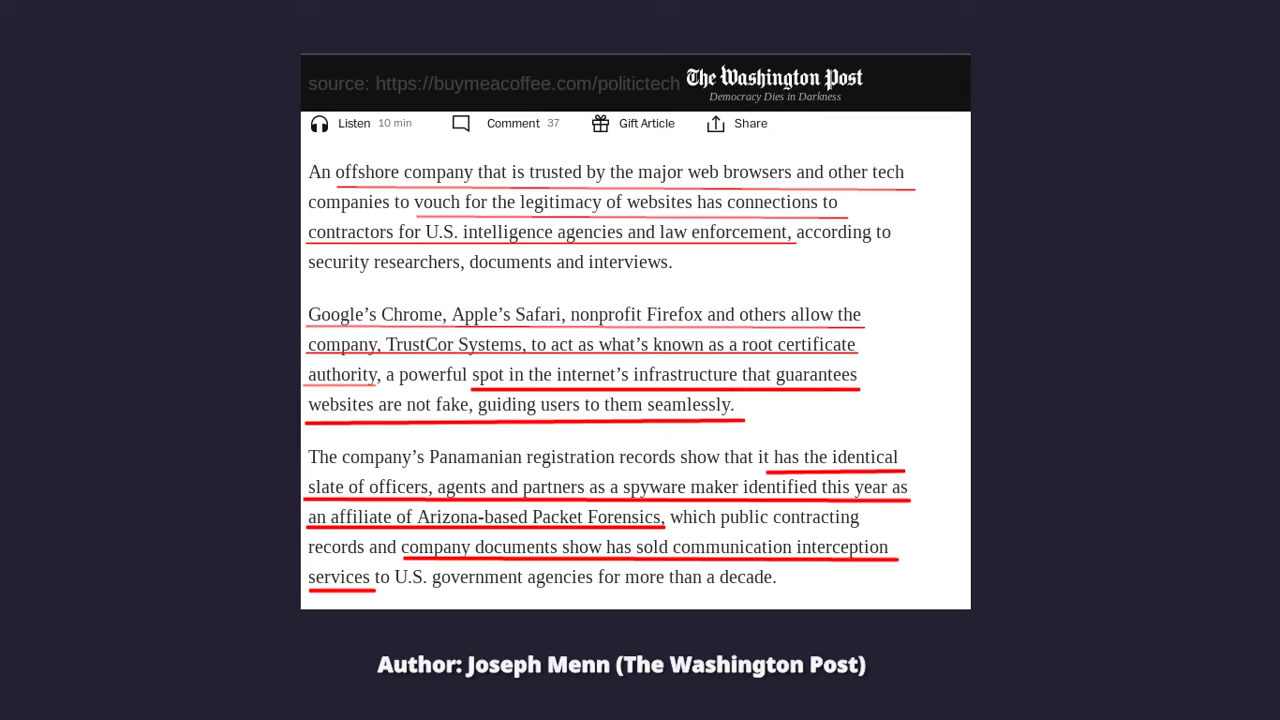 source: https://buymeacoffee.com/politictech The Washington Post
Democracy Dies in Darkness
Listen 10 min Comment 37 Gift Article Share
An offshore company that is trusted by the major web browsers and other tech
companies to vouch for the legitimacy of websites has connections to
contractors for U.S. intelligence agencies and law enforcement, according to
security researchers, documents and interviews.
Google’s Chrome, Apple’s Safari, nonprofit Firefox and others allow the
company, TrustCor Systems, to act as what’s known as a root certificate
authority, a powerful spot in the internet’s infrastructure that guarantees
websites are not fake, guiding users to them seamlessly.
The company’s Panamanian registration records show that it has the identical
slate of officers, agents and partners as a spyware maker identified this year as
an affiliate of Arizona-based Packet Forensics, which public contracting
records and company documents show has sold communication interception
services to U.S. government agencies for more than a decade.
Author: Joseph Menn (The Washington Post)